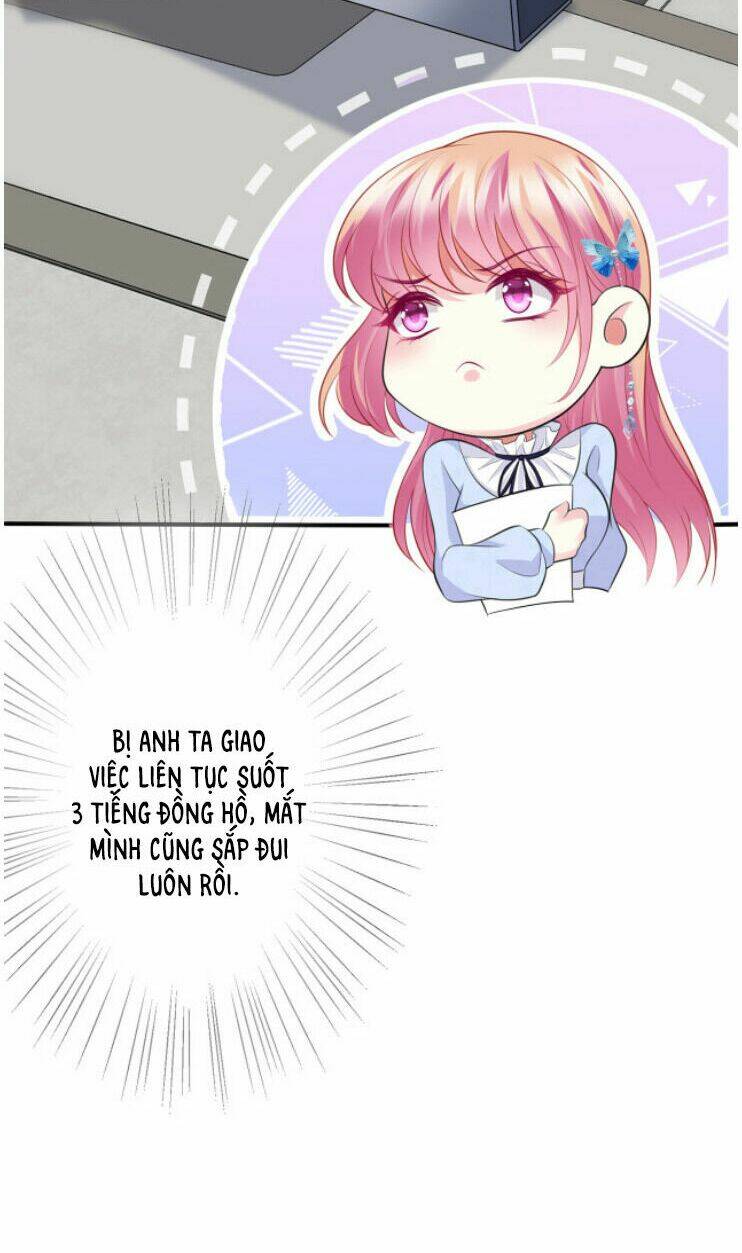 BỊ ANH TA GIAO
VIỆC LIÊN TỤC SUỐT
3 TIẾNG ĐỒNG HỒ, MẮT
MÌNH CŨNG SẮP ĐUI
LUÔN RỒI.